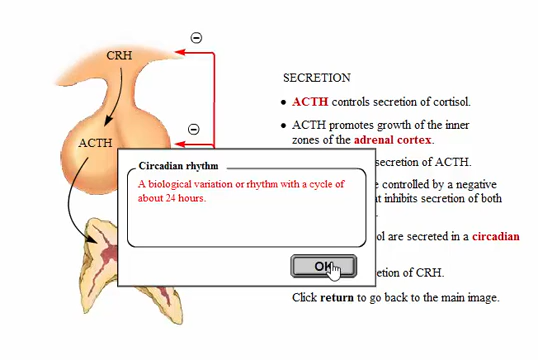 CRH
ACTH
SECRETION
• ACTH controls secretion of cortisol.
• ACTH promotes growth of the inner
zones of the adrenal cortex.
secretion of ACTH.
e controlled by a negative
t inhibits secretion of both
ol are secreted in a circadian
etion of CRH.
Click return to go back to the main image.
Circadian rhythm
A biological variation or rhythm with a cycle of
about 24 hours.
OK